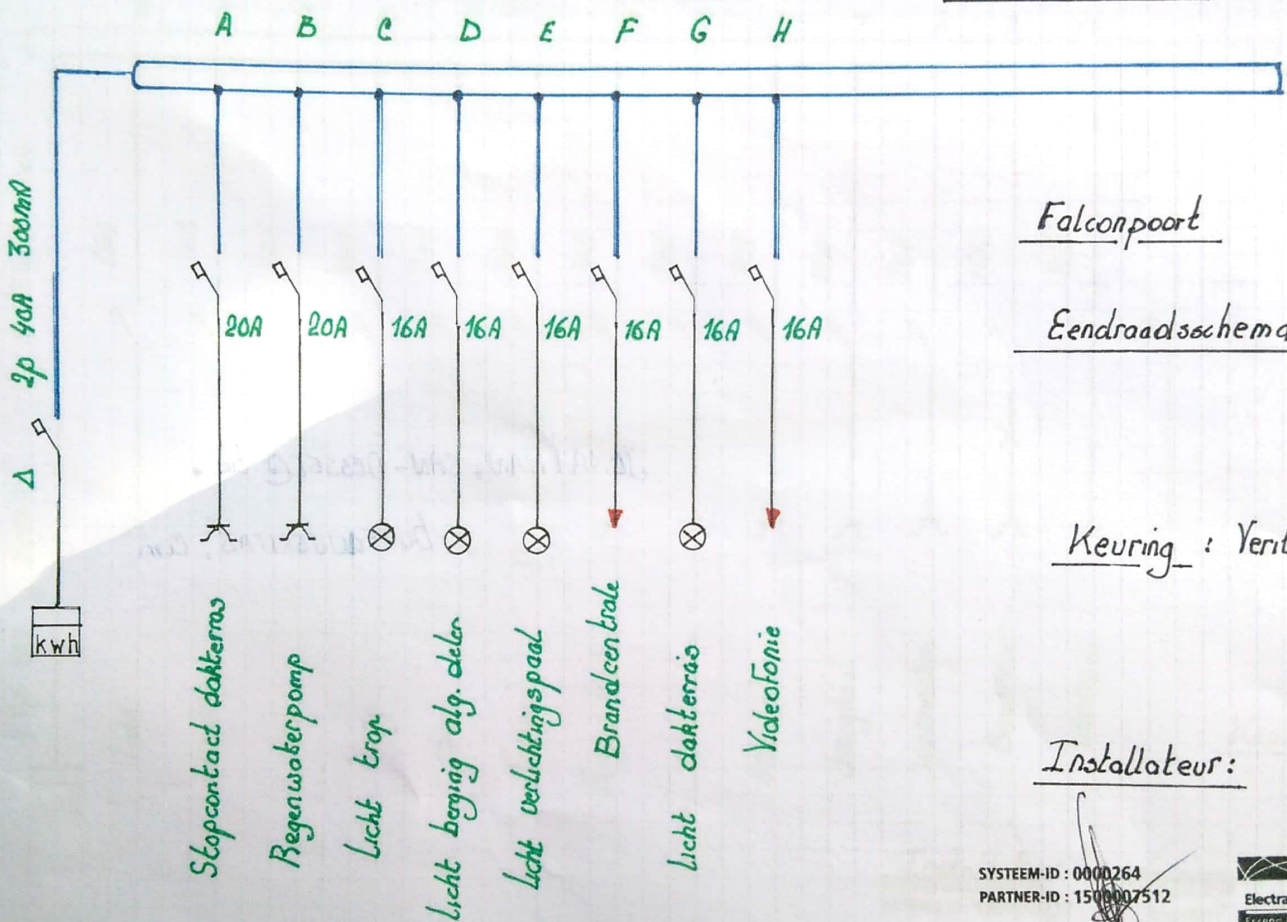 A B C D E F G H
Δ 2p 40A 300mA
20A 20A 16A 16A 16A 16A 16A 16A
kwh
Stopcontact dakterras
Regenwaterpomp
Licht trap
Licht berging alg. delen
Licht verlichtingspaal
Brandcentrale
Licht dakterras
Videofonie
Falconpoort
Eendraadsschema
Keuring : Verit
Installateur:
SYSTEEM-ID : 0000264
PARTNER-ID : 1500007512